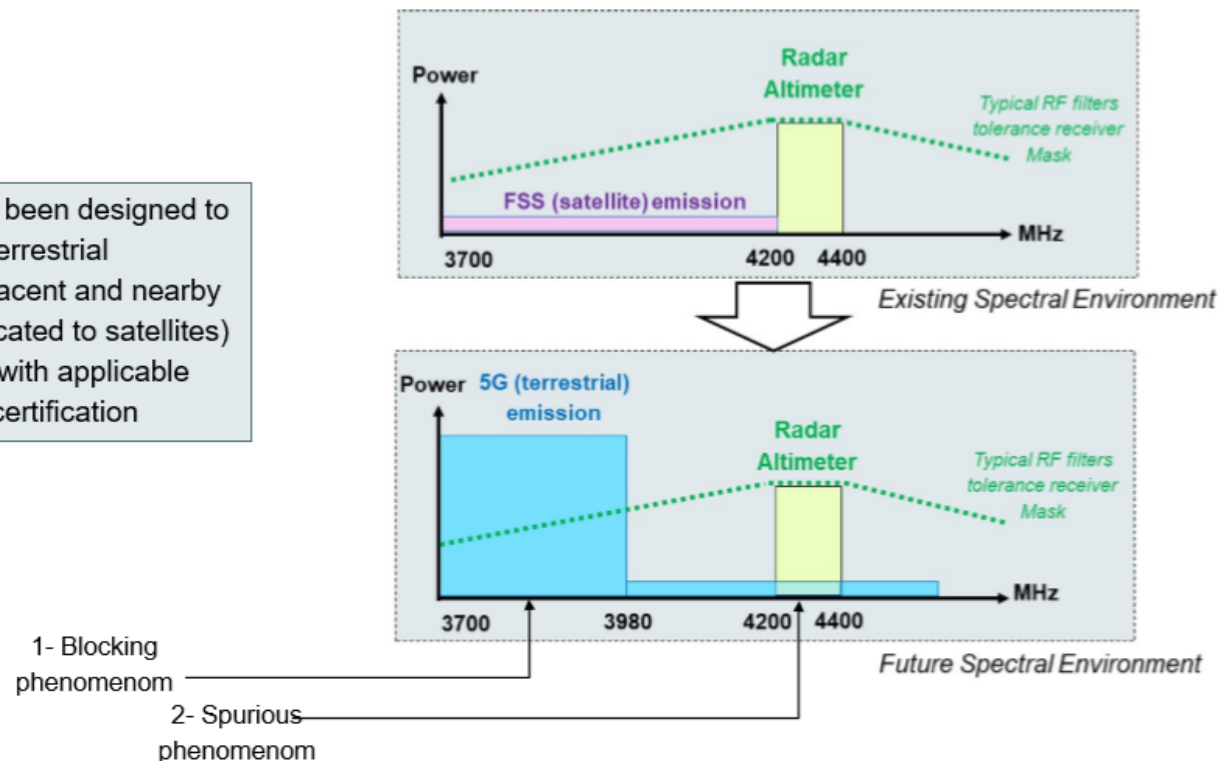 been designed to
errestrial
acent and nearby
cated to satellites)
with applicable
certification
Power
Radar
Altimeter
Typical RF filters
tolerance receiver
Mask
FSS (satellite) emission
MHz
3700 4200 4400
Existing Spectral Environment
Power 5G (terrestrial)
emission
Radar
Altimeter
Typical RF filters
tolerance receiver
Mask
MHz
3700 3980 4200 4400
Future Spectral Environment
1- Blocking
phenomenom
2- Spurious
phenomenom